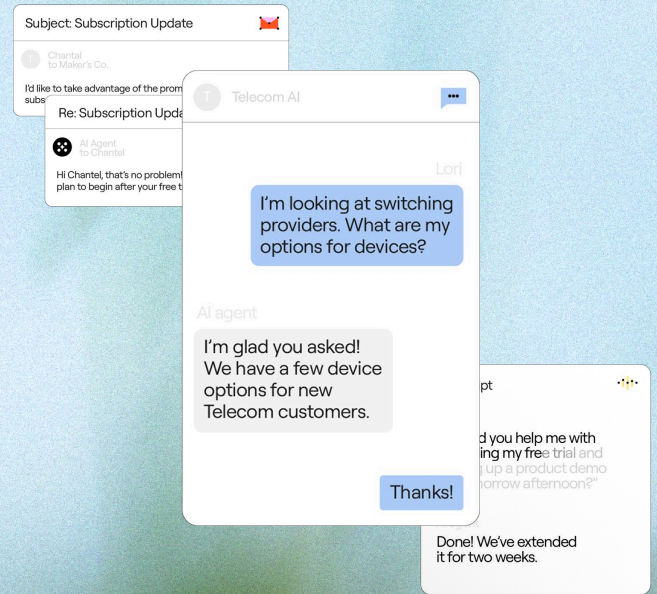 Subject: Subscription Update
T
Chantal
to Maker's Co.
I'd like to take advantage of the prom
subs
Re: Subscription Upda
AI Agent
to Chantel
Hi Chantel, that's no problem!
plan to begin after your free t
T
Telecom AI
Lori
I'm looking at switching
providers. What are my
options for devices?
AI agent
I'm glad you asked!
We have a few device
options for new
Telecom customers.
Thanks!
pt
d you help me with
ing my free trial and
up a product demo
orrow afternoon?"
Done! We've extended
it for two weeks.